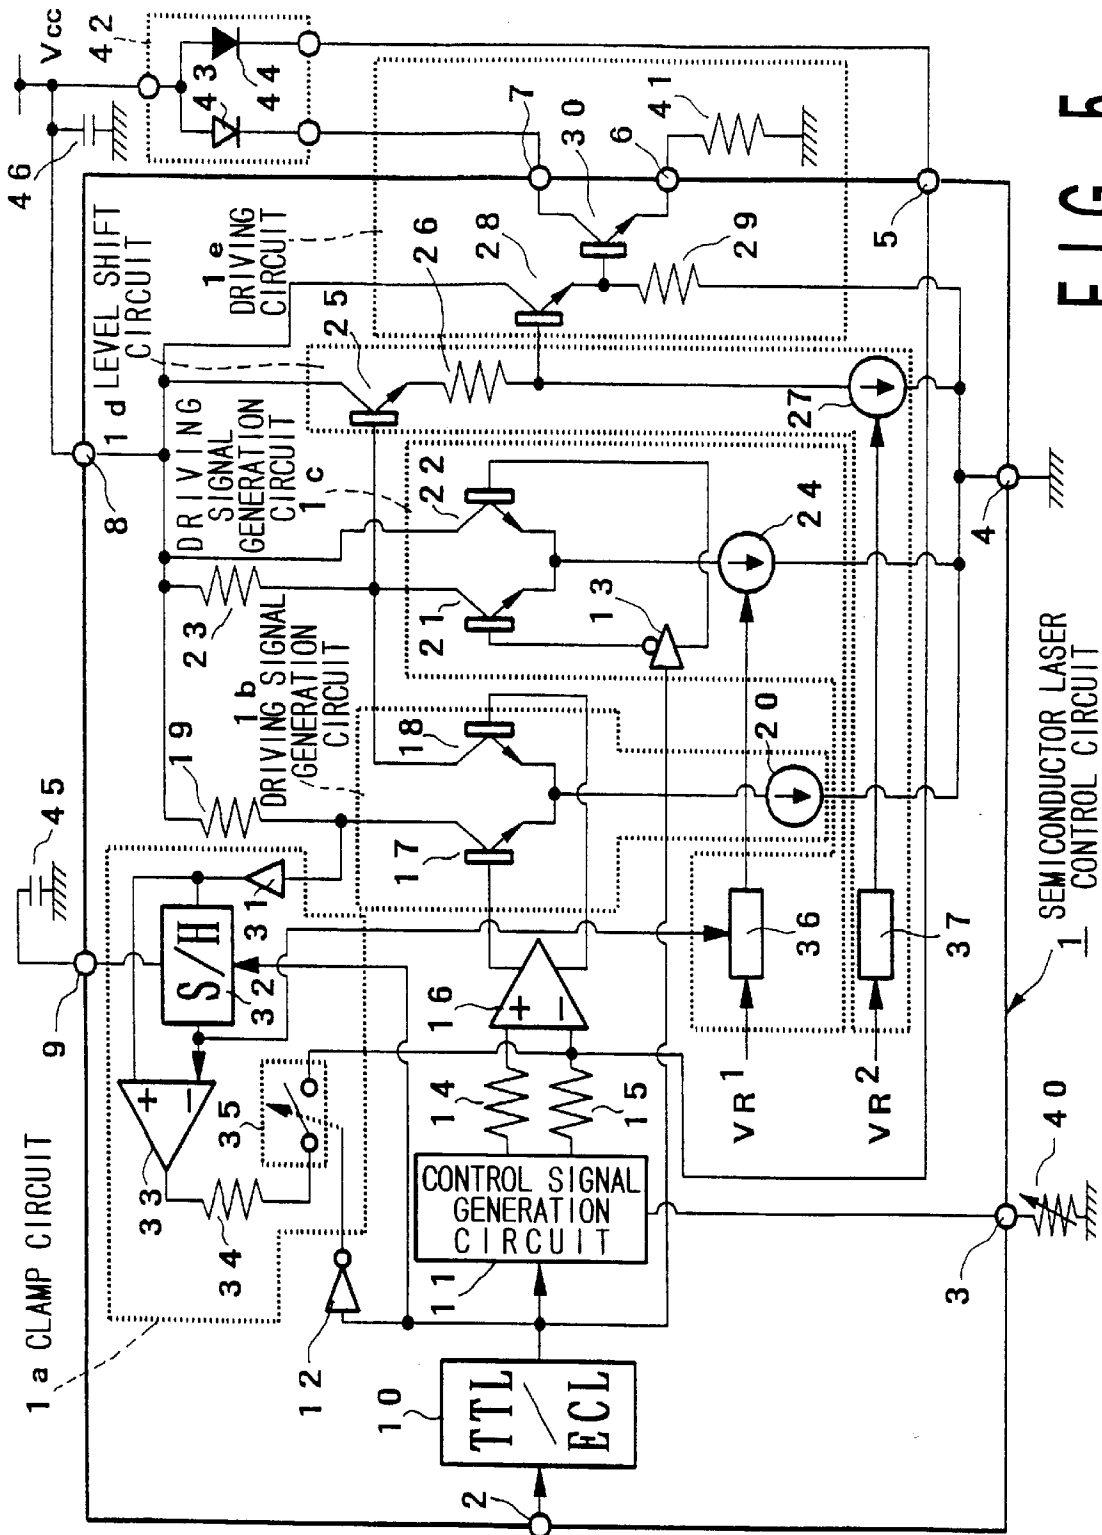 1a CLAMP CIRCUIT
9
45
8
46
Vcc
42
43
44
19
23
1d LEVEL SHIFT
CIRCUIT
DRIVING
SIGNAL
GENERATION
CIRCUIT
1c
1b
DRIVING SIGNAL
GENERATION
CIRCUIT
1e
DRIVING
CIRCUIT
33
+
−
S/H
32
31
34
35
17
18
21
22
25
26
28
29
30
7
6
41
12
10
TTL
/
ECL
2
11
CONTROL SIGNAL
GENERATION
CIRCUIT
14
15
16
+
−
13
20
24
27
VR1
36
VR2
37
3
40
4
5
1 SEMICONDUCTOR LASER
CONTROL CIRCUIT